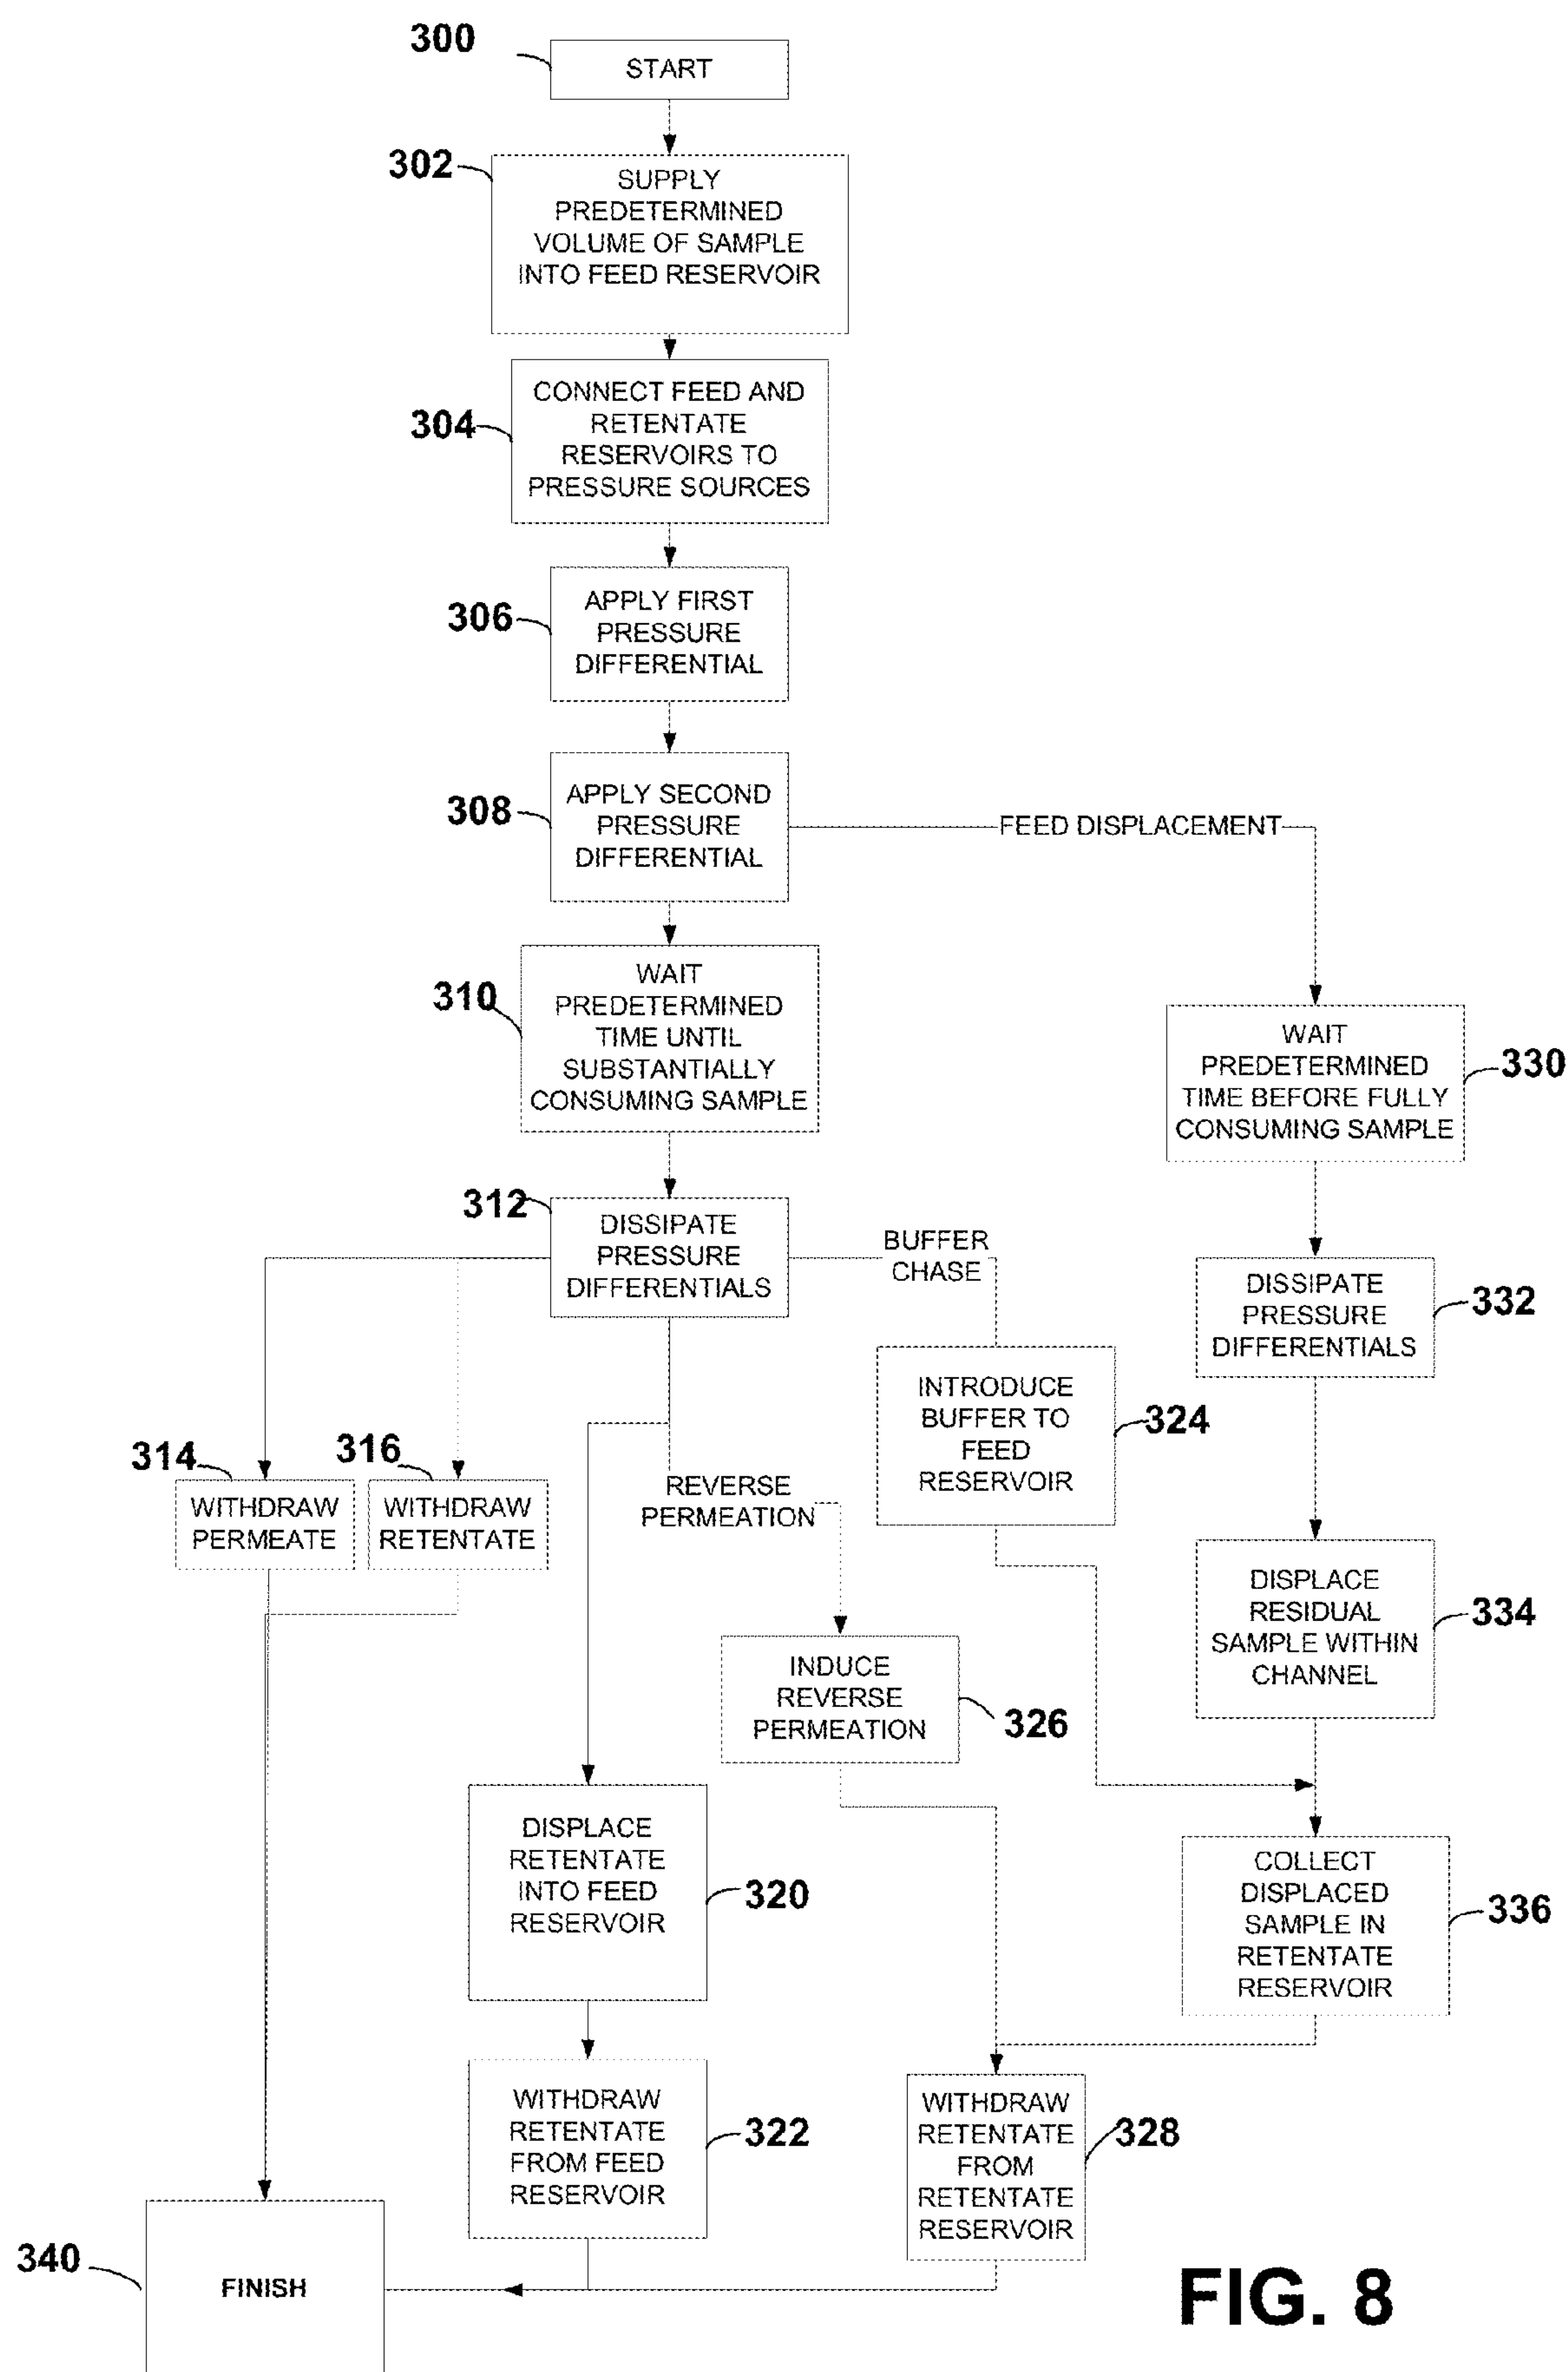 300
START
302
SUPPLY
PREDETERMINED
VOLUME OF SAMPLE
INTO FEED RESERVOIR
304
CONNECT FEED AND
RETENTATE
RESERVOIRS TO
PRESSURE SOURCES
306
APPLY FIRST
PRESSURE
DIFFERENTIAL
308
APPLY SECOND
PRESSURE
DIFFERENTIAL
FEED DISPLACEMENT
310
WAIT
PREDETERMINED
TIME UNTIL
SUBSTANTIALLY
CONSUMING SAMPLE
WAIT
PREDETERMINED
TIME BEFORE FULLY
CONSUMING SAMPLE
330
312
DISSIPATE
PRESSURE
DIFFERENTIALS
BUFFER
CHASE
DISSIPATE
PRESSURE
DIFFERENTIALS
332
INTRODUCE
BUFFER TO
FEED
RESERVOIR
324
314
WITHDRAW
PERMEATE
316
WITHDRAW
RETENTATE
REVERSE
PERMEATION
DISPLACE
RESIDUAL
SAMPLE WITHIN
CHANNEL
334
INDUCE
REVERSE
PERMEATION
326
DISPLACE
RETENTATE
INTO FEED
RESERVOIR
320
COLLECT
DISPLACED
SAMPLE IN
RETENTATE
RESERVOIR
336
WITHDRAW
RETENTATE
FROM FEED
RESERVOIR
322
WITHDRAW
RETENTATE
FROM
RETENTATE
RESERVOIR
328
340
FINISH
FIG. 8